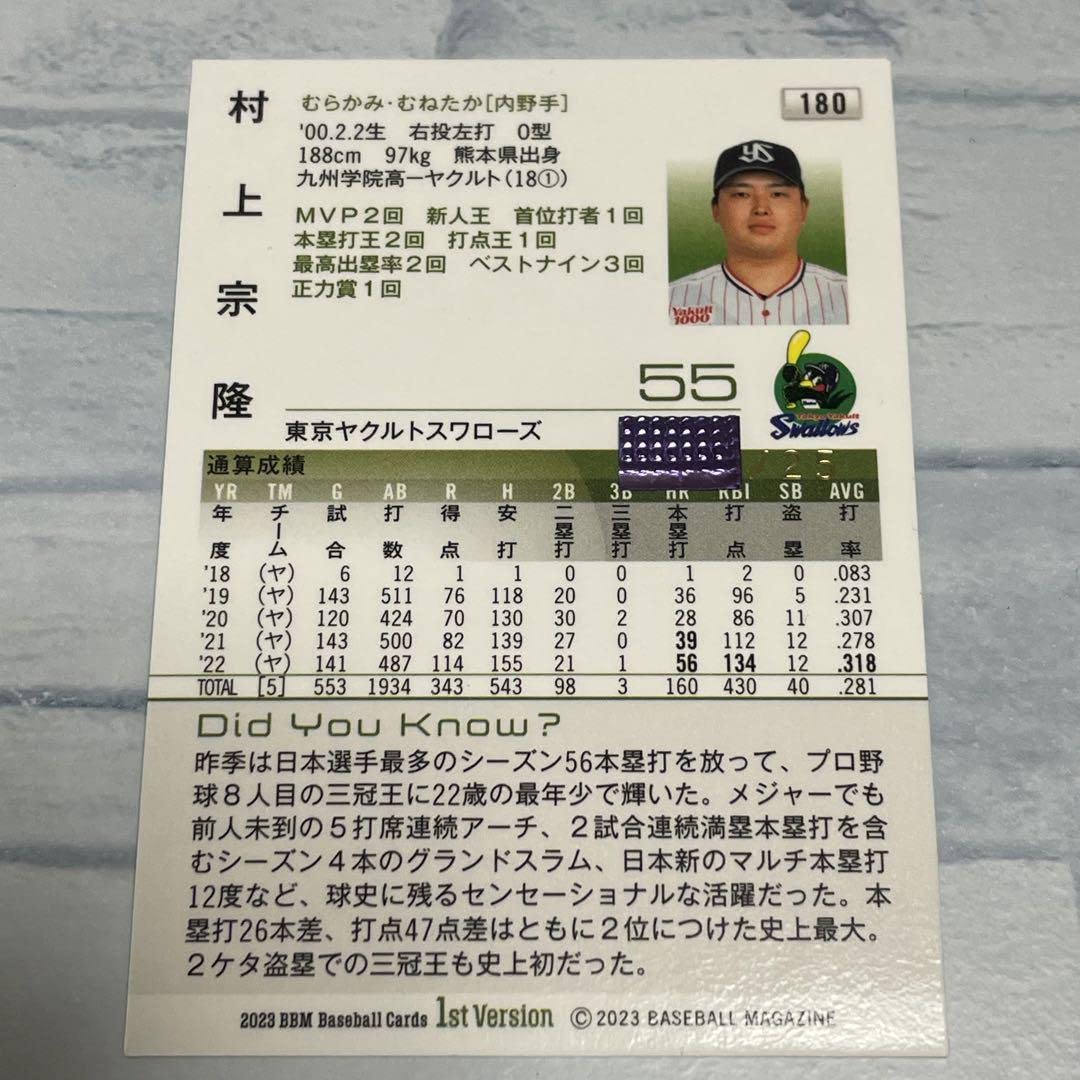 村上宗隆
むらかみ・むねたか[内野手]
'00.2.2生 右投左打 O型
188cm 97kg 熊本県出身
九州学院高ーヤクルト(18①)
MVP2回 新人王 首位打者1回
本塁打王2回 打点王1回
最高出塁率2回 ベストナイン3回
正力賞1回
180
YS
Yakult
1000
55
Tokyo Yakult
Swallows
東京ヤクルトスワローズ
25
通算成績
YR TM G AB R H 2B 3B HR RBI SB AVG
年度 チーム 試合 打数 得点 安打 二塁打 三塁打 本塁打 打点 盗塁 打率
'18 (ヤ) 6 12 1 1 0 0 1 2 0 .083
'19 (ヤ) 143 511 76 118 20 0 36 96 5 .231
'20 (ヤ) 120 424 70 130 30 2 28 86 11 .307
'21 (ヤ) 143 500 82 139 27 0 39 112 12 .278
'22 (ヤ) 141 487 114 155 21 1 56 134 12 .318
TOTAL [5] 553 1934 343 543 98 3 160 430 40 .281
Did You Know?
昨季は日本選手最多のシーズン56本塁打を放って、プロ野
球8人目の三冠王に22歳の最年少で輝いた。メジャーでも
前人未到の5打席連続アーチ、2試合連続満塁本塁打を含
むシーズン4本のグランドスラム、日本新のマルチ本塁打
12度など、球史に残るセンセーショナルな活躍だった。本
塁打26本差、打点47点差はともに2位につけた史上最大。
2ケタ盗塁での三冠王も史上初だった。
2023 BBM Baseball Cards 1st Version ©2023 BASEBALL MAGAZINE